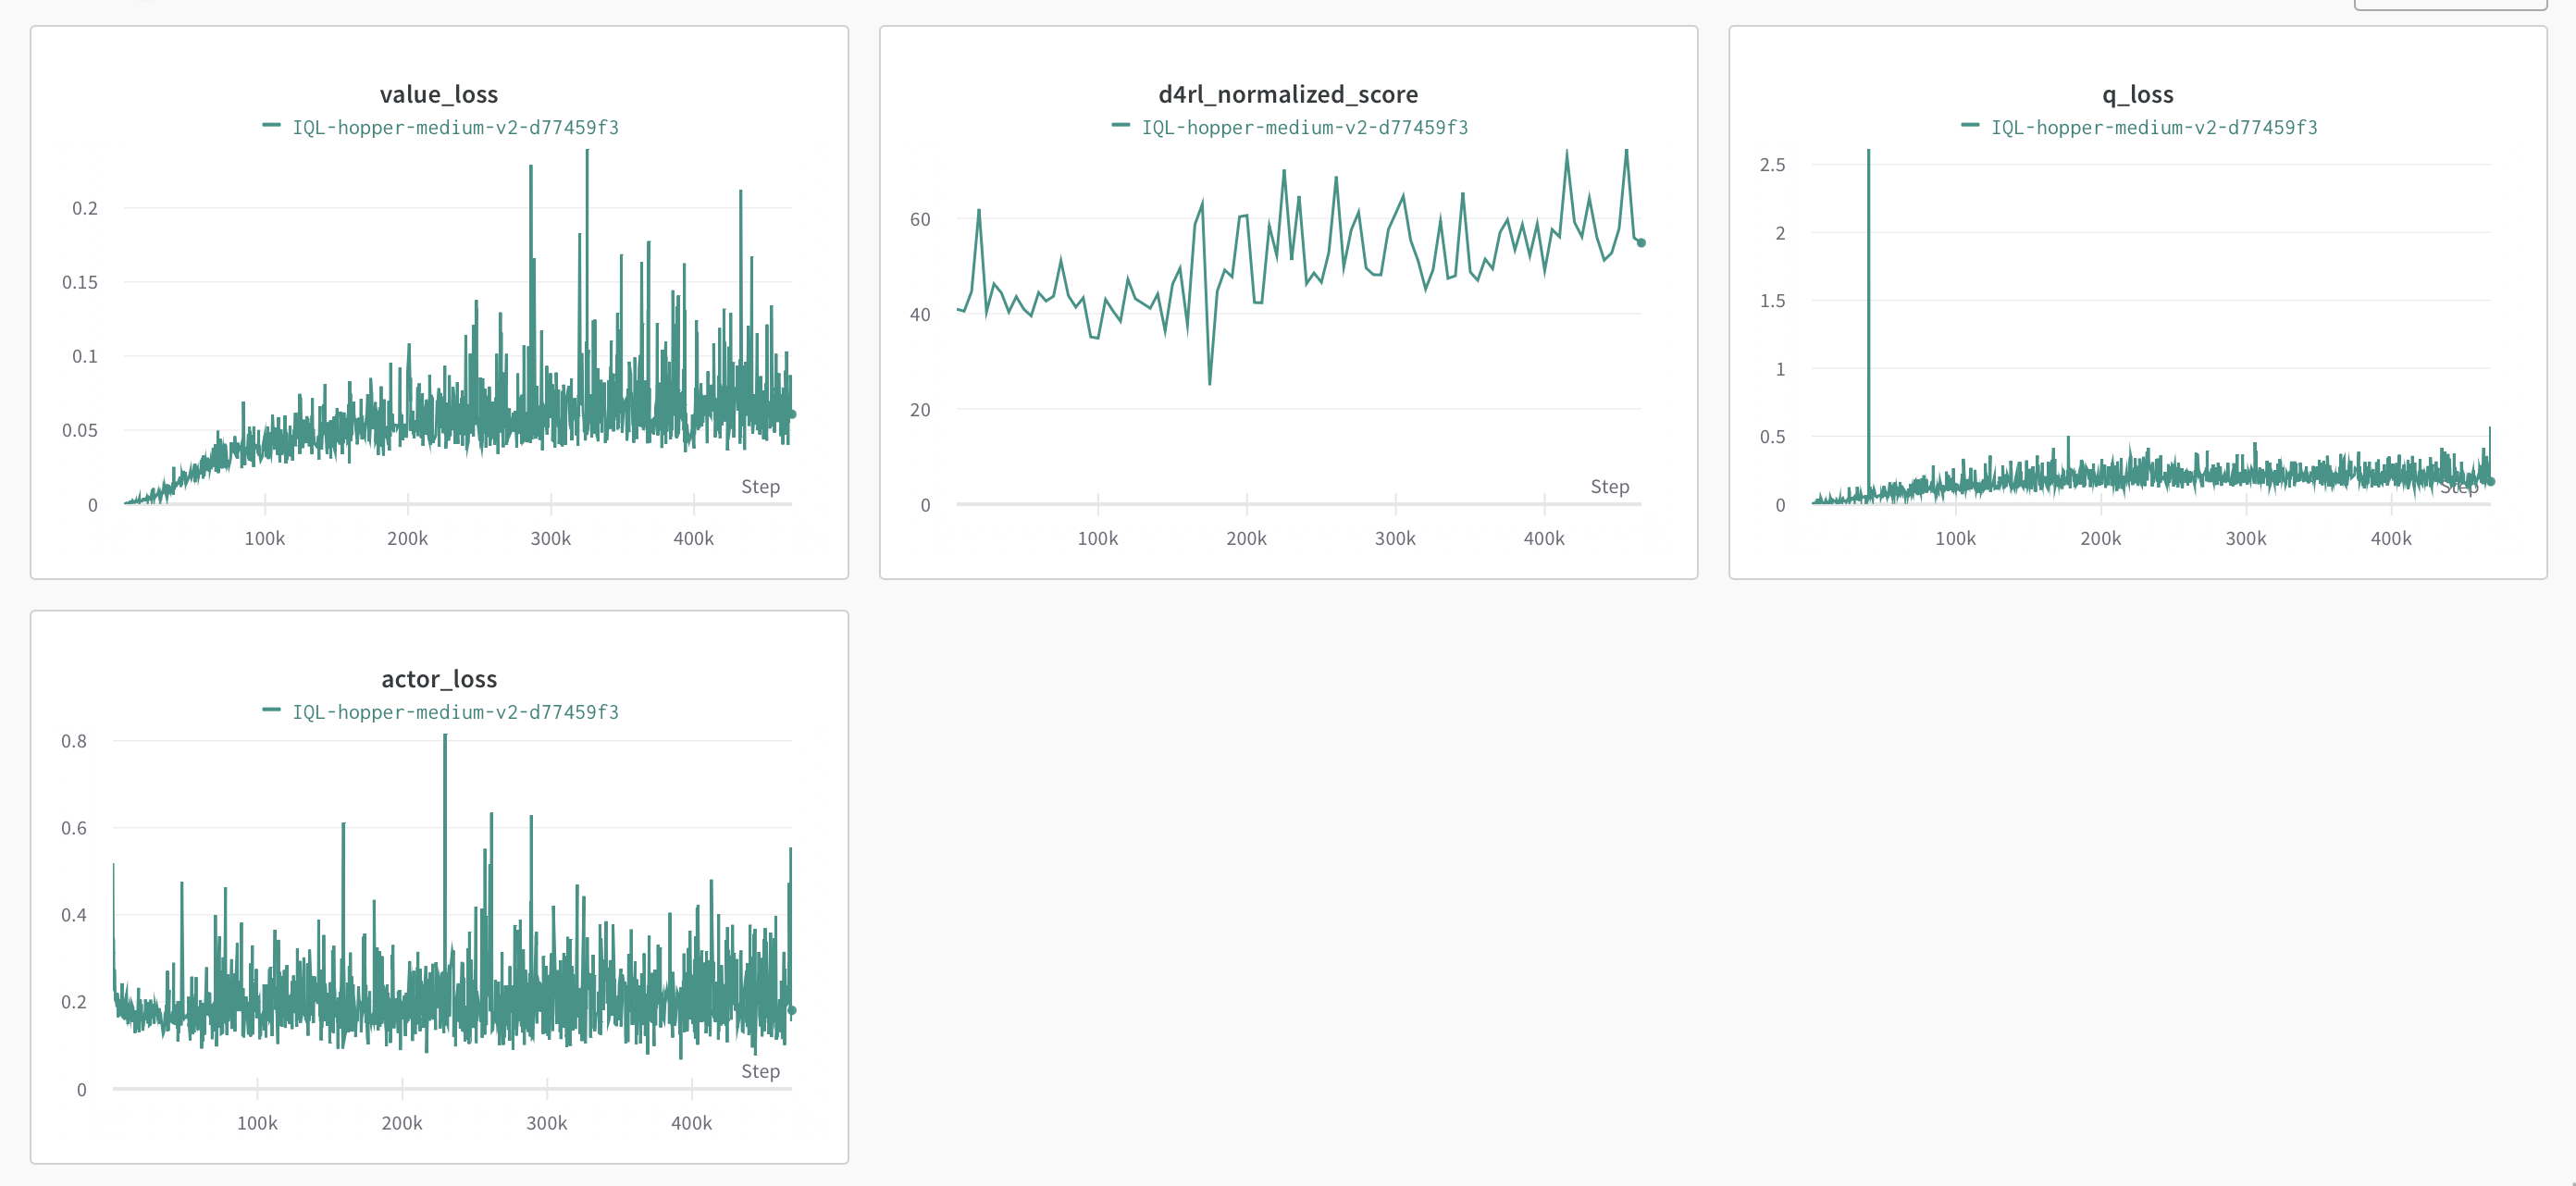 value_loss
IQL-hopper-medium-v2-d77459f3
0.2
0.15
0.1
0.05
0
Step
100k
200k
300k
400k
d4rl_normalized_score
IQL-hopper-medium-v2-d77459f3
60
40
20
0
Step
100k
200k
300k
400k
q_loss
IQL-hopper-medium-v2-d77459f3
2.5
2
1.5
1
0.5
0
Step
100k
200k
300k
400k
actor_loss
IQL-hopper-medium-v2-d77459f3
0.8
0.6
0.4
0.2
0
Step
100k
200k
300k
400k